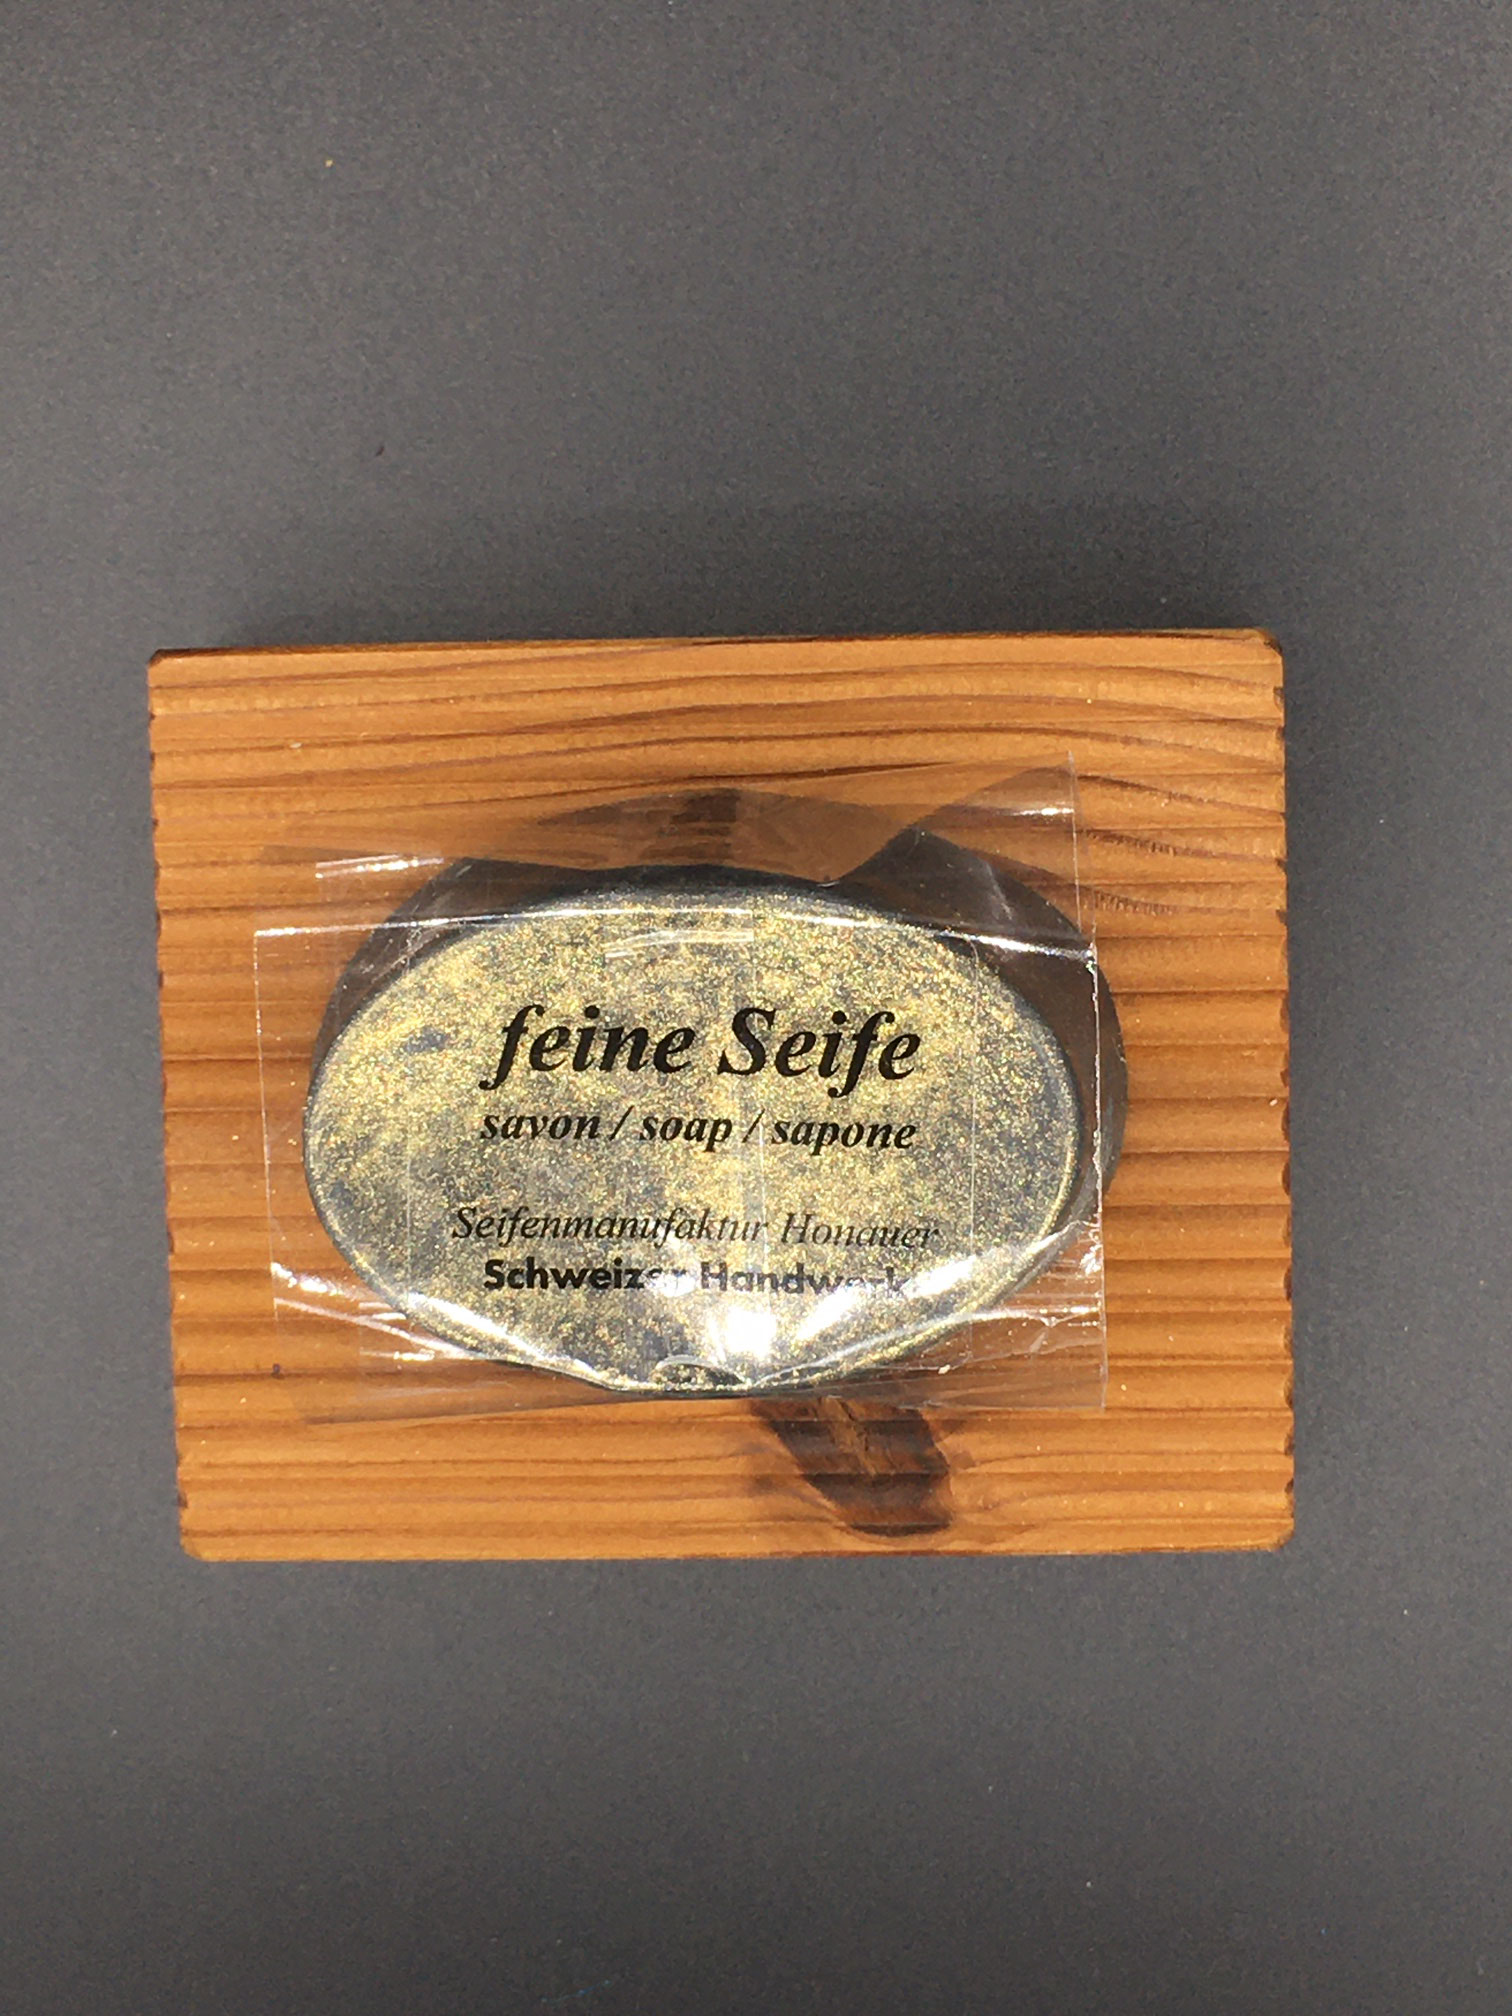 feine Seife
savon / soap / sapone
Seifenmanufaktur Honauer
Schweizer Handwerk